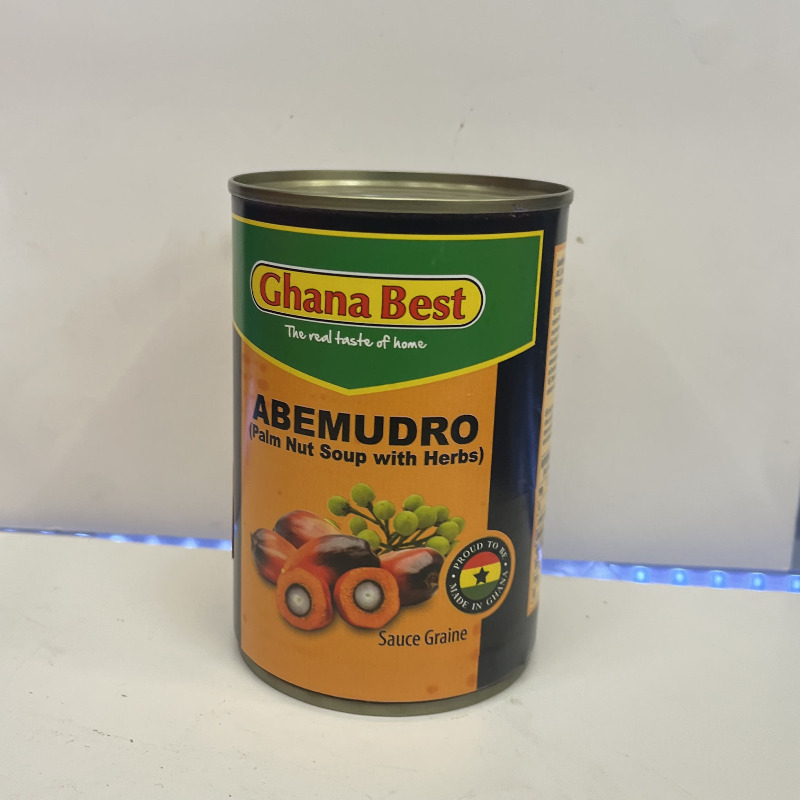 Ghana Best
The real taste of home
ABEMUDRO
(Palm Nut Soup with Herbs)
PROUD TO BE
MADE IN GHANA
Sauce Graine